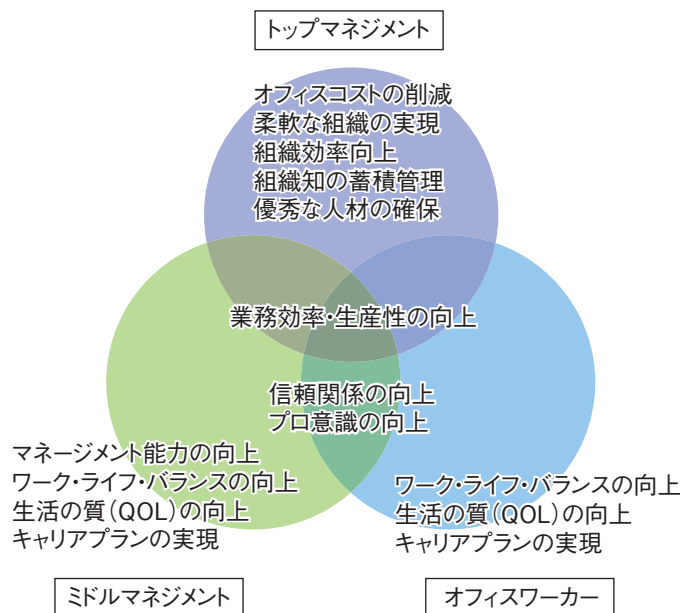 トップマネジメント
オフィスコストの削減
柔軟な組織の実現
組織効率向上
組織知の蓄積管理
優秀な人材の確保
業務効率・生産性の向上
信頼関係の向上
プロ意識の向上
マネージメント能力の向上
ワーク・ライフ・バランスの向上
生活の質（QOL）の向上
キャリアプランの実現
ワーク・ライフ・バランスの向上
生活の質（QOL）の向上
キャリアプランの実現
ミドルマネジメント
オフィスワーカー